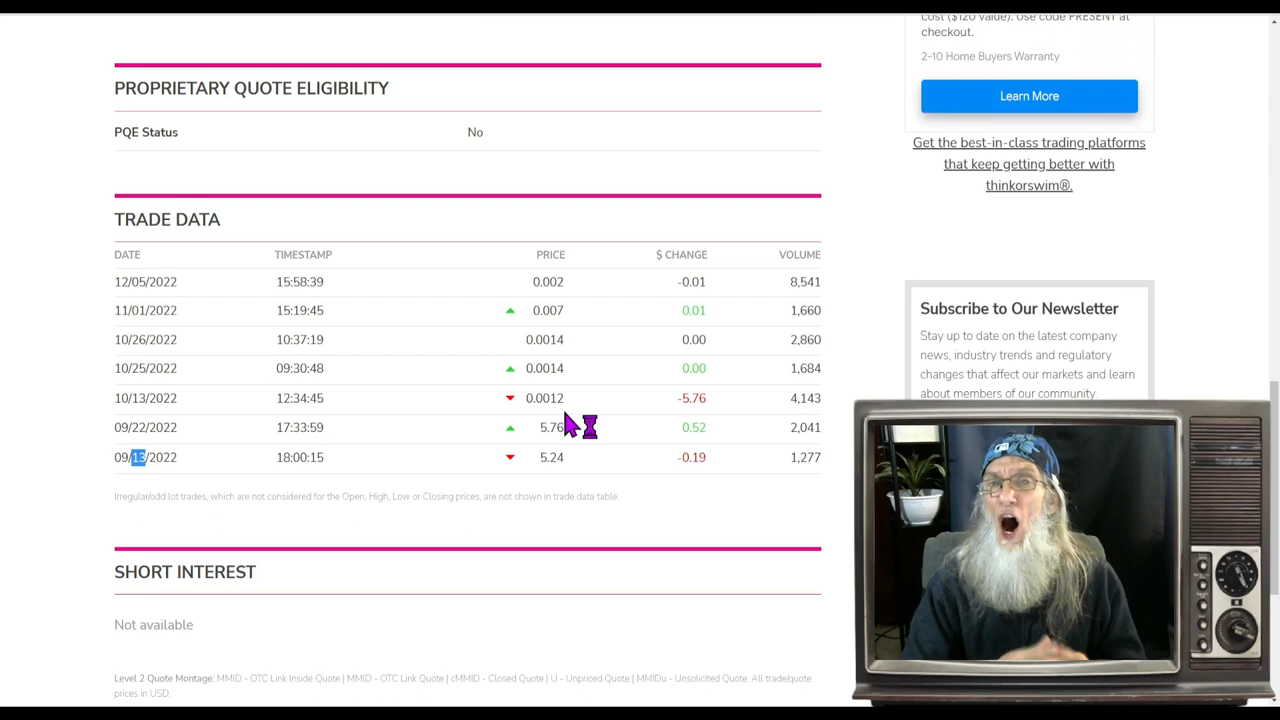 cost ($120 value). Use code PRESENT at
checkout.
2-10 Home Buyers Warranty
Learn More
Get the best-in-class trading platforms
that keep getting better with
thinkorswim®.
PROPRIETARY QUOTE ELIGIBILITY
PQE Status No
TRADE DATA
DATE TIMESTAMP PRICE $ CHANGE VOLUME
12/05/2022 15:58:39 0.002 -0.01 8,541
11/01/2022 15:19:45 0.007 0.01 1,660
10/26/2022 10:37:19 0.0014 0.00 2,860
10/25/2022 09:30:48 0.0014 0.00 1,684
10/13/2022 12:34:45 0.0012 -5.76 4,143
09/22/2022 17:33:59 5.76 0.52 2,041
09/13/2022 18:00:15 5.24 -0.19 1,277
Irregular/odd lot trades, which are not considered for the Open, High, Low or Closing prices, are not shown in trade data table.
SHORT INTEREST
Not available
Level 2 Quote Montage: MMID - OTC Link Inside Quote | MMID - OTC Link Quote | cMMID - Closed Quote | U - Unpriced Quote | MMIDu - Unsolicited Quote. All trade/quote
prices in USD.
Subscribe to Our Newsletter
Stay up to date on the latest company
news, industry trends and regulatory
changes that affect our markets and learn
about members of our community.